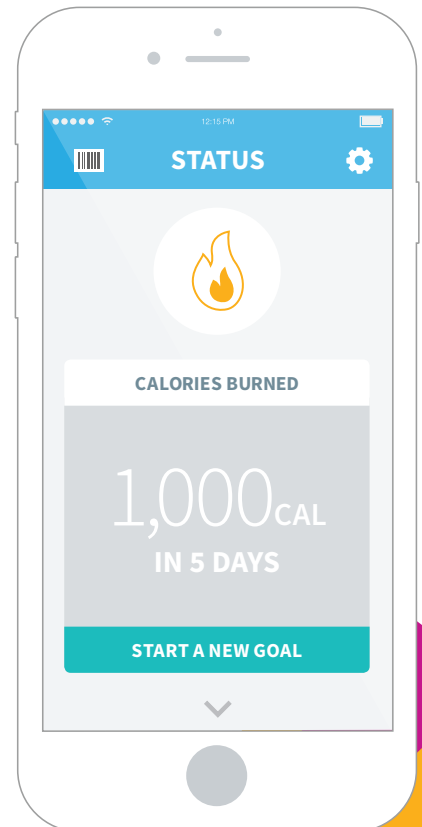 12:15 PM
STATUS
CALORIES BURNED
1,000CAL
IN 5 DAYS
START A NEW GOAL